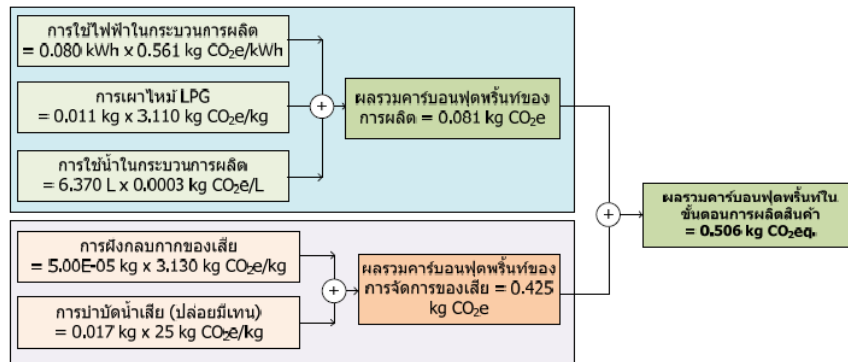 การใช้ไฟฟ้าในกระบวนการผลิต
= 0.080 kWh x 0.561 kg CO₂e/kWh
การเผาไหม้ LPG
= 0.011 kg x 3.110 kg CO₂e/kg
การใช้น้ำในกระบวนการผลิต
= 6.370 L x 0.0003 kg CO₂e/L
+
ผลรวมคาร์บอนฟุตพริ้นท์ของ
การผลิต = 0.081 kg CO₂e
การฝังกลบกากของเสีย
= 5.00E-05 kg x 3.130 kg CO₂e/kg
การบำบัดน้ำเสีย (ปล่อยมีเทน)
= 0.017 kg x 25 kg CO₂e/kg
+
ผลรวมคาร์บอนฟุตพริ้นท์ของ
การจัดการของเสีย = 0.425
kg CO₂e
+
ผลรวมคาร์บอนฟุตพริ้นท์ใน
ขั้นตอนการผลิตสินค้า
= 0.506 kg CO₂eq.